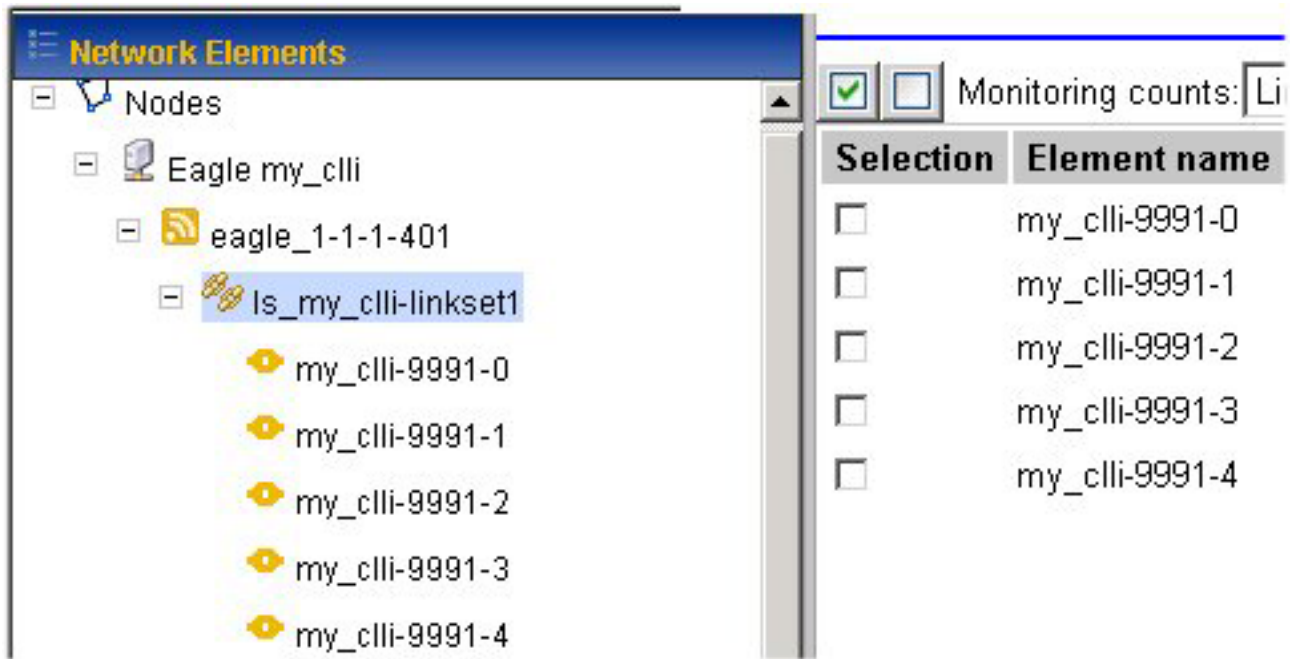 Network Elements
Nodes
Eagle my_clli
eagle_1-1-1-401
ls_my_clli-linkset1
my_clli-9991-0
my_clli-9991-1
my_clli-9991-2
my_clli-9991-3
my_clli-9991-4
Monitoring counts:
Selection Element name
my_clli-9991-0
my_clli-9991-1
my_clli-9991-2
my_clli-9991-3
my_clli-9991-4